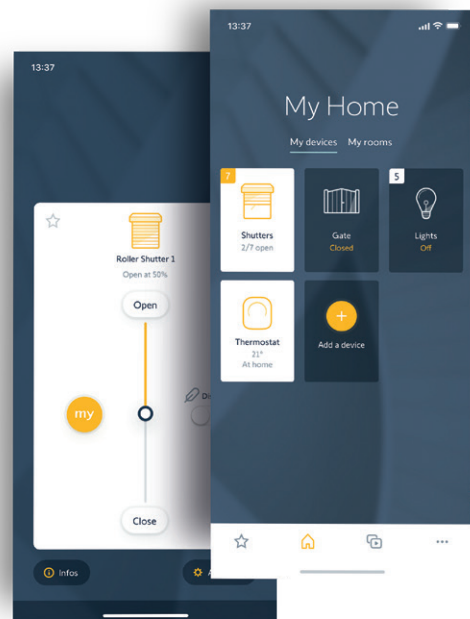 13:37
Roller Shutter 1
Open at 50%
Open
my
Close
Infos
13:37
My Home
My devices My rooms
7
Shutters
2/7 open
Gate
Closed
5
Lights
Off
Thermostat
21°
At home
+
Add a device